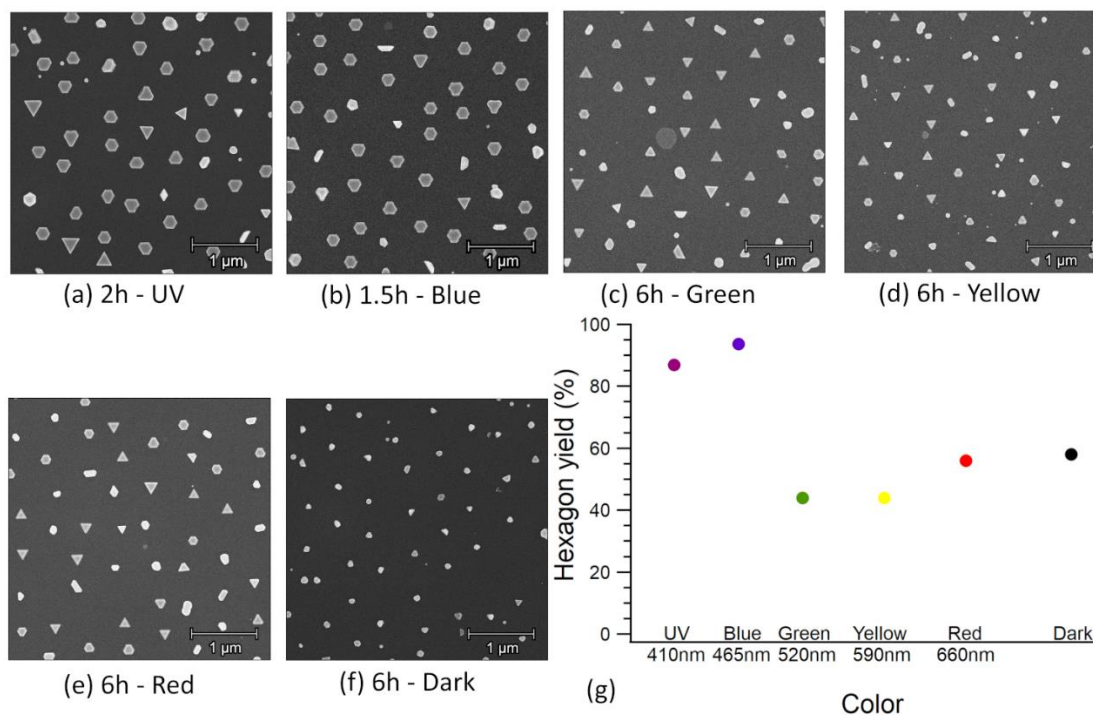 1 µm
1 µm
1 µm
1 µm
(a) 2h - UV
(b) 1.5h - Blue
(c) 6h - Green
(d) 6h - Yellow
1 µm
1 µm
(e) 6h - Red
(f) 6h - Dark
100
80
60
40
20
0
Hexagon yield (%)
UV
410nm
Blue
465nm
Green
520nm
Yellow
590nm
Red
660nm
Dark
(g)
Color